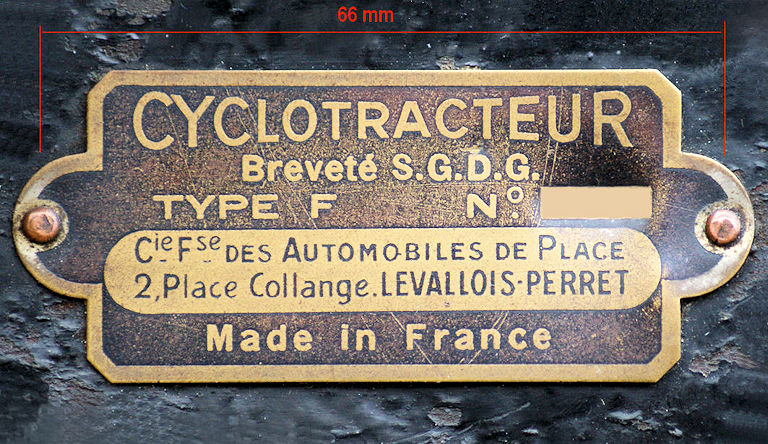 66 mm
CYCLOTRACTEUR
Breveté S.G.D.G.
TYPE F No.
Cie Fse DES AUTOMOBILES DE PLACE
2, Place Collange. LEVALLOIS-PERRET
Made in France